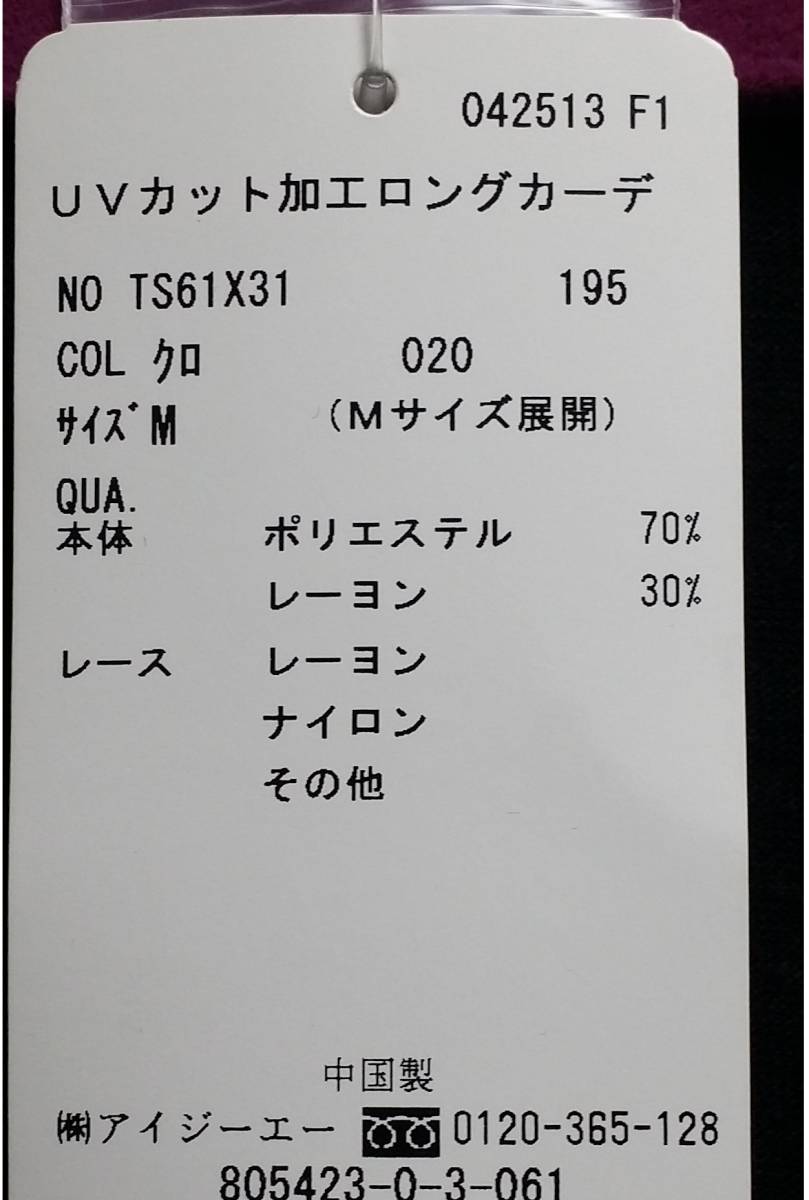 042513 F1
UVカット加工ロングカーデ
NO TS61X31 195
COL クロ 020
サイズ M (Mサイズ展開)
QUA.
本体 ポリエステル 70%
レーヨン 30%
レース レーヨン
ナイロン
その他
中国製
㈱アイジーエー 0120-365-128
805423-0-3-061